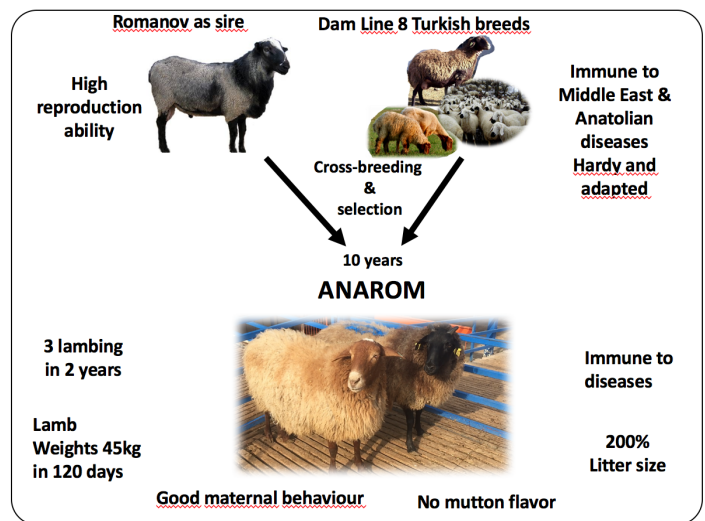 Romanov as sire
Dam Line 8 Turkish breeds
High
reproduction
ability
Immune to
Middle East &
Anatolian
diseases
Hardy and
adapted
Cross-breeding
&
selection
10 years
ANAROM
3 lambing
in 2 years
Immune to
diseases
Lamb
Weights 45kg
in 120 days
200%
Litter size
Good maternal behaviour
No mutton flavor